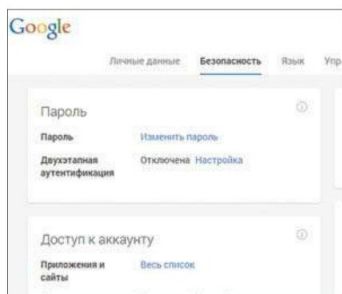 Google
Личные данные Безопасность Язык Упр
Пароль
Пароль Изменить пароль
Двухэтапная аутентификация Отключена Настройка
Доступ к аккаунту
Приложения и сайты Весь список